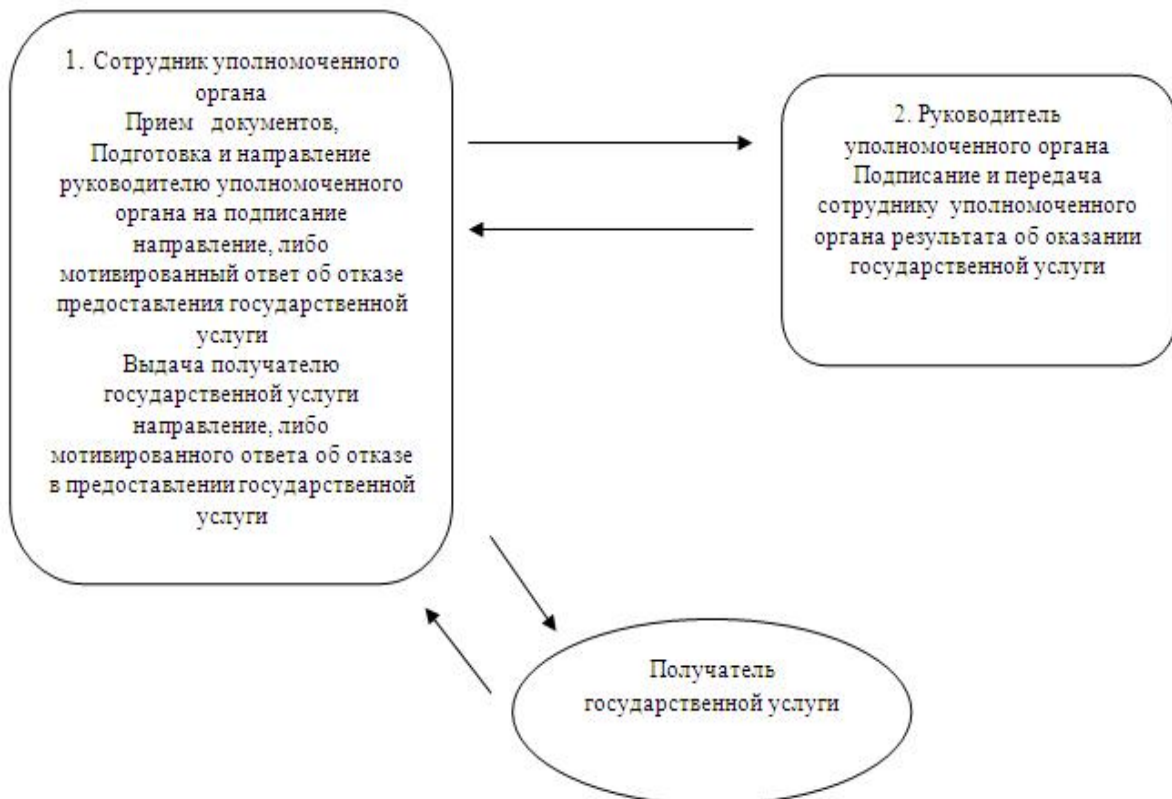 1. Сотрудник уполномоченного
органа
Прием документов,
Подготовка и направление
руководителю уполномоченного
органа на подписание
направление, либо
мотивированный ответ об отказе
предоставления государственной
услуги
Выдача получателю
государственной услуги
направление, либо
мотивированного ответа об отказе
в предоставлении государственной
услуги
2. Руководитель
уполномоченного органа
Подписание и передача
сотруднику уполномоченного
органа результата об оказании
государственной услуги
Получатель
государственной услуги